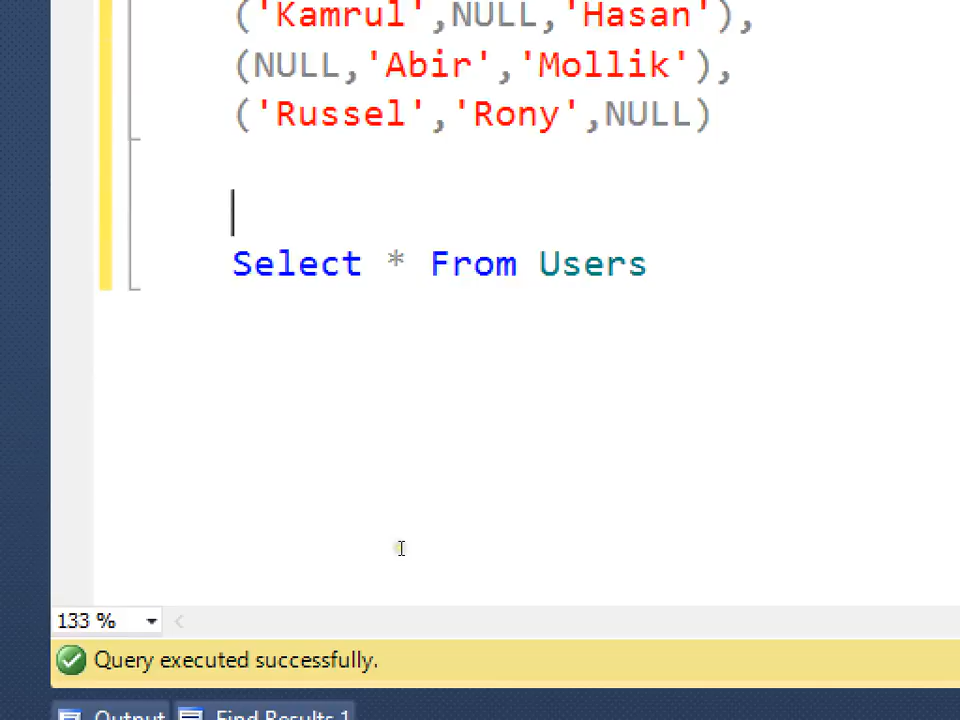 ('Kamrul',NULL,'Hasan'),
(NULL,'Abir','Mollik'),
('Russel','Rony',NULL)
Select * From Users
133 %
Query executed successfully.
Output Find Results 1